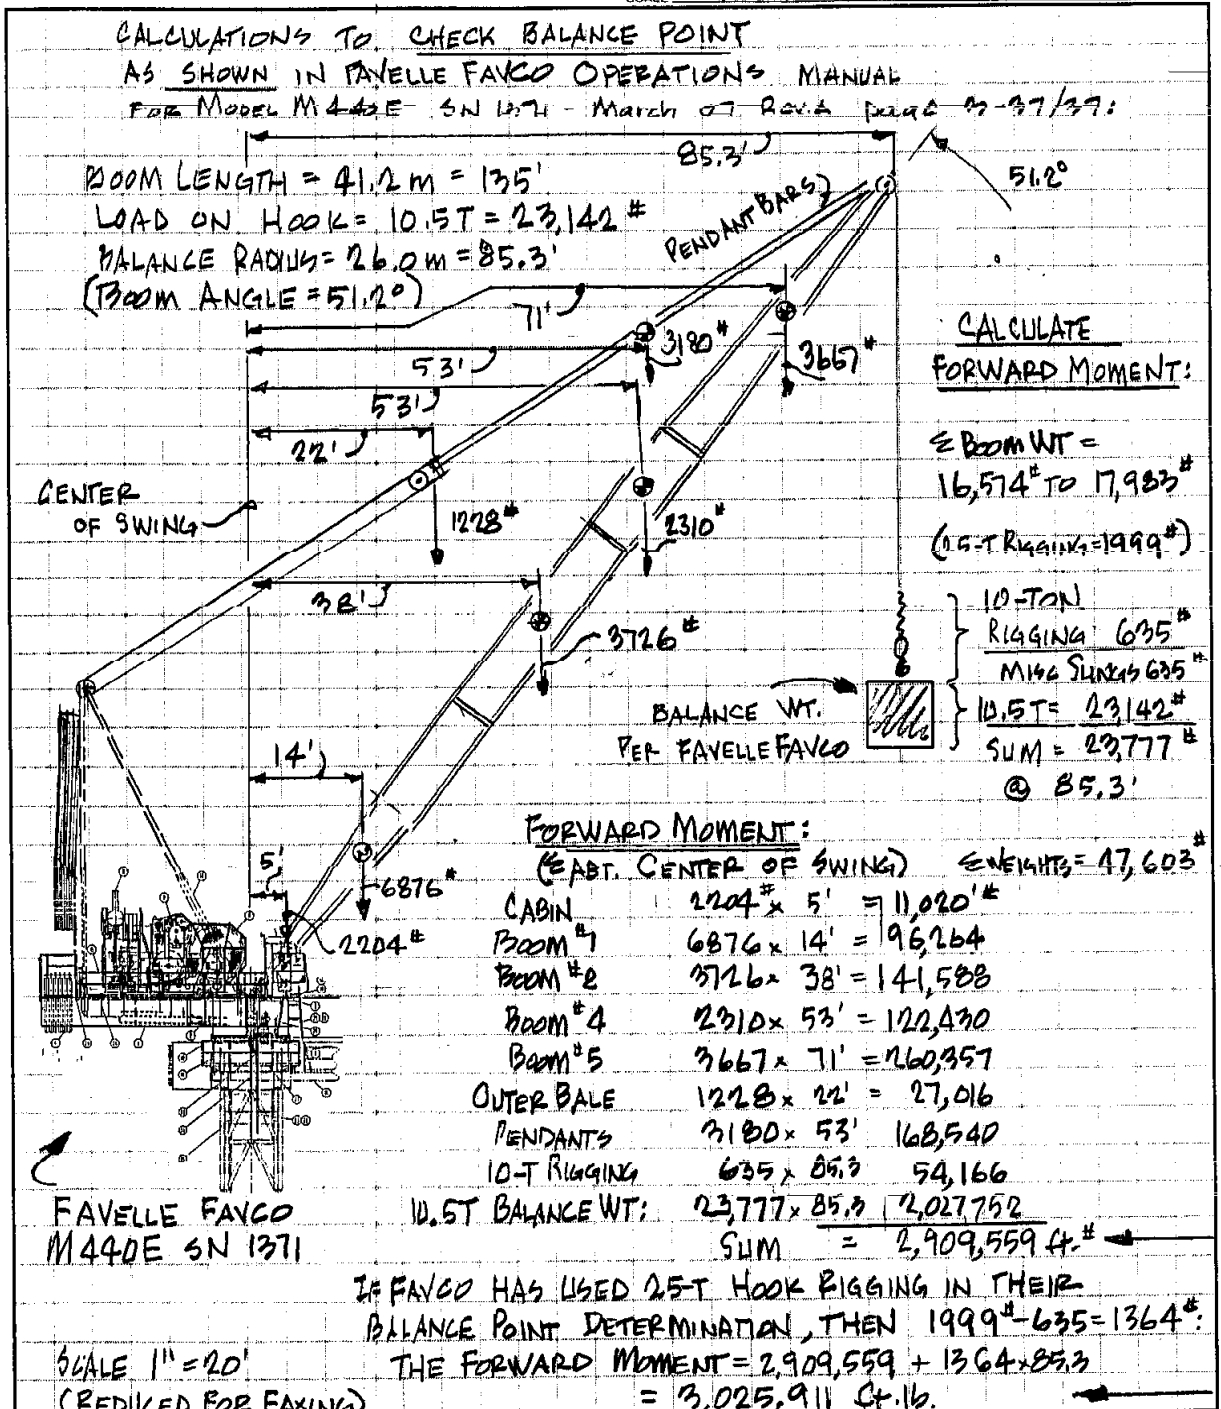 CALCULATIONS TO CHECK BALANCE POINT
AS SHOWN IN FAVELLE FAVCO OPERATIONS MANUAL
FOR MODEL M440E SN 1371 - March 07 Rev.A page 3-37/37:
85.3'
51.2°
BOOM LENGTH = 41.2 m = 135'
LOAD ON HOOK = 10.5T = 23,142 #
BALANCE RADIUS = 26.0 m = 85.3'
(BOOM ANGLE = 51.2°)
PENDANT BARS
71'
53'
3180 #
3667 #
53'
22'
CENTER
OF SWING
1228 #
2310 #
38'
3726 #
CALCULATE
FORWARD MOMENT:
Σ BOOM WT =
16,574 # TO 17,983 #
(25-T RIGGING = 1999 #)
10-TON
RIGGING 635 #
MISC SLINGS 635 #
10.5T = 23,142 #
SUM = 23,777 #
@ 85.3'
BALANCE WT.
PER FAVELLE FAVCO
14'
5'
6876 #
2204 #
FORWARD MOMENT:
(Σ ABT. CENTER OF SWING) Σ WEIGHTS = 47,603 #
CABIN 2204 # x 5' = 11,020' #
BOOM #1 6876 x 14' = 96,264
BOOM #2 3726 x 38' = 141,588
BOOM #4 2310 x 53' = 122,430
BOOM #5 3667 x 71' = 260,357
OUTER BALE 1228 x 22' = 27,016
PENDANTS 3180 x 53' 168,540
10-T RIGGING 635 x 85.3 54,166
10.5T BALANCE WT: 23,777 x 85.3 2,027,752
SUM = 2,909,559 ft. #
FAVELLE FAVCO
M440E SN 1371
IF FAVCO HAS USED 25-T HOOK RIGGING IN THEIR
BALANCE POINT DETERMINATION, THEN 1999 # - 635 = 1364 #:
THE FORWARD MOMENT = 2,909,559 + 1364 x 85.3
= 3,025,911 ft.lb.
SCALE 1" = 20'
(REDUCED FOR FAXING)